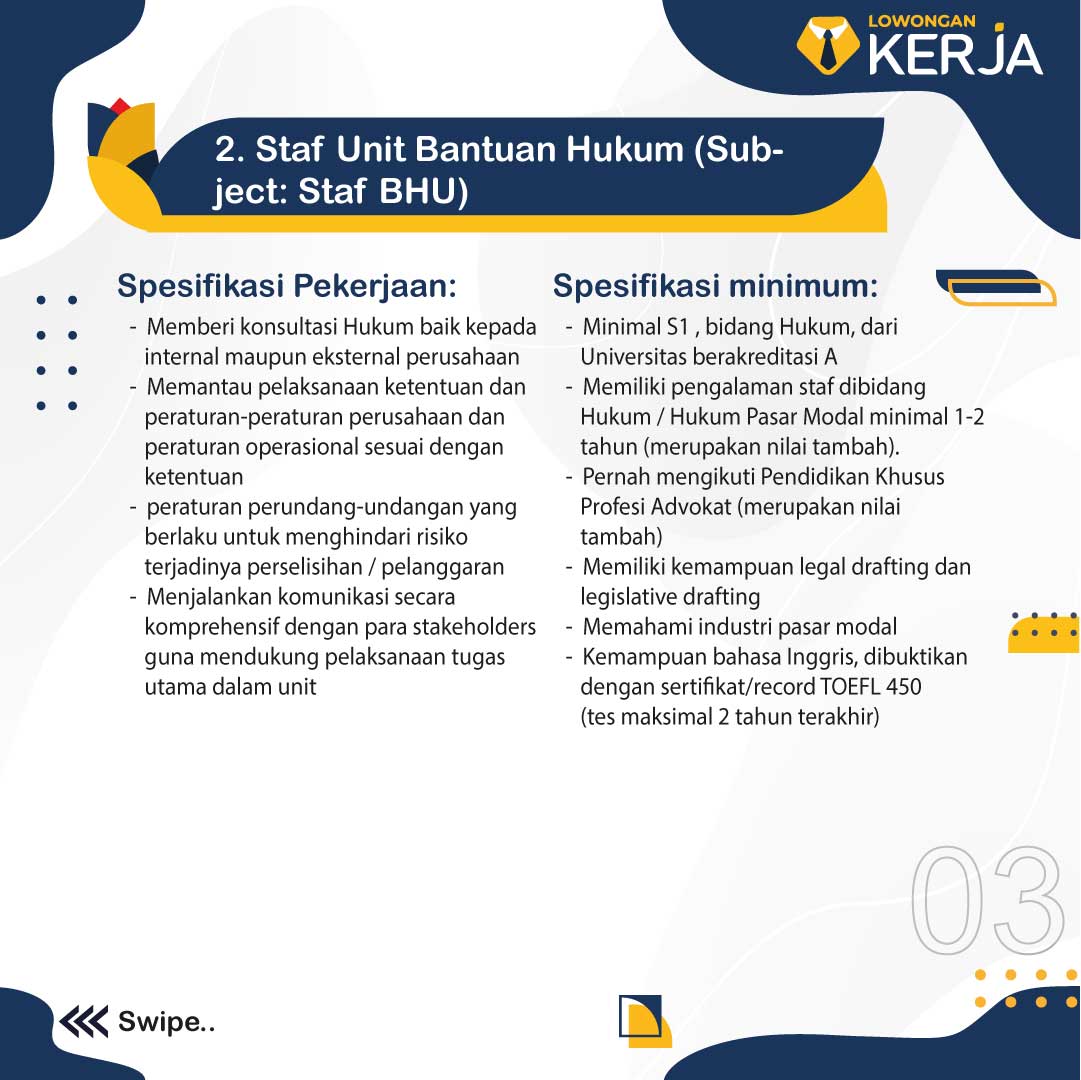 LOWONGAN
KERJA
2. Staf Unit Bantuan Hukum (Sub-
ject: Staf BHU)
Spesifikasi Pekerjaan:
- Memberi konsultasi Hukum baik kepada
internal maupun eksternal perusahaan
- Memantau pelaksanaan ketentuan dan
peraturan-peraturan perusahaan dan
peraturan operasional sesuai dengan
ketentuan
- peraturan perundang-undangan yang
berlaku untuk menghindari risiko
terjadinya perselisihan / pelanggaran
- Menjalankan komunikasi secara
komprehensif dengan para stakeholders
guna mendukung pelaksanaan tugas
utama dalam unit
Spesifikasi minimum:
- Minimal S1 , bidang Hukum, dari
Universitas berakreditasi A
- Memiliki pengalaman staf dibidang
Hukum / Hukum Pasar Modal minimal 1-2
tahun (merupakan nilai tambah).
- Pernah mengikuti Pendidikan Khusus
Profesi Advokat (merupakan nilai
tambah)
- Memiliki kemampuan legal drafting dan
legislative drafting
- Memahami industri pasar modal
- Kemampuan bahasa Inggris, dibuktikan
dengan sertifikat/record TOEFL 450
(tes maksimal 2 tahun terakhir)
03
Swipe..